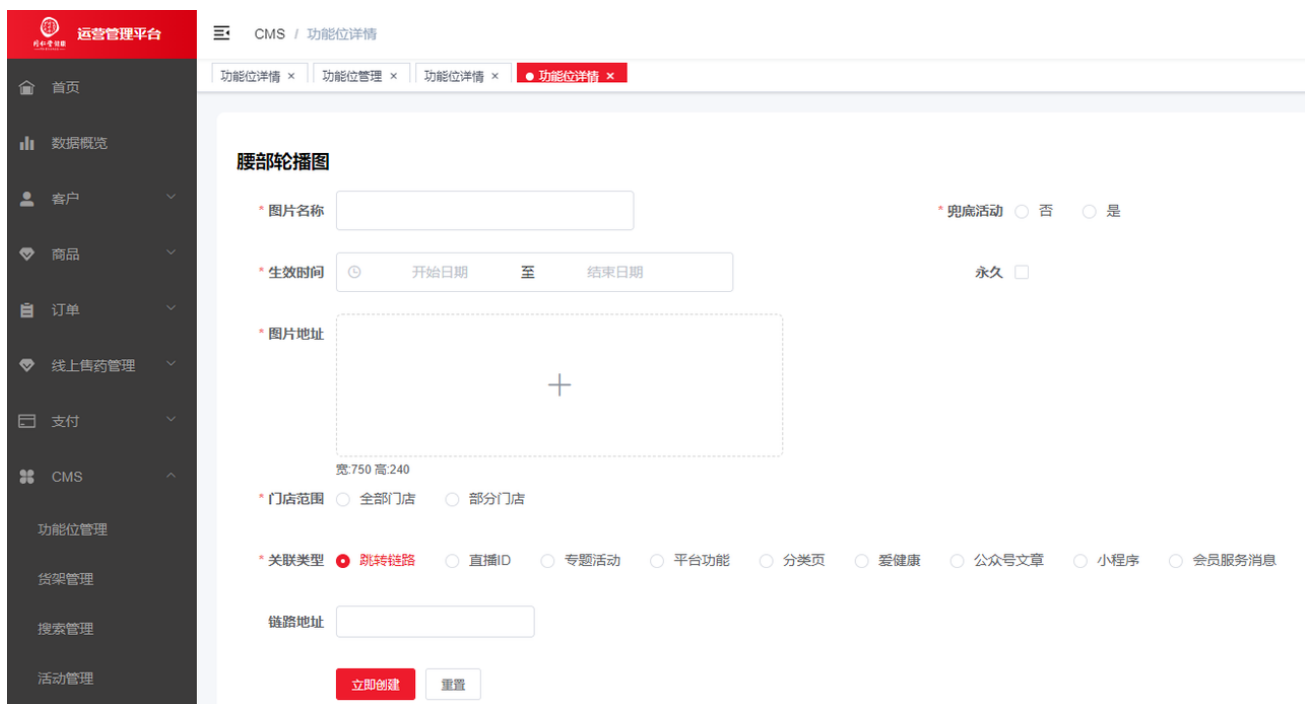 同仁堂健康
运营管理平台
CMS / 功能位详情
功能位详情 × 功能位管理 × 功能位详情 × ● 功能位详情 ×
首页
数据概览
客户
商品
订单
线上售药管理
支付
CMS
功能位管理
货架管理
搜索管理
活动管理
腰部轮播图
* 图片名称
* 兜底活动 否 是
* 生效时间 开始日期 至 结束日期
永久
* 图片地址
宽:750 高:240
* 门店范围 全部门店 部分门店
* 关联类型 跳转链路 直播ID 专题活动 平台功能 分类页 爱健康 公众号文章 小程序 会员服务消息
链路地址
立即创建 重置